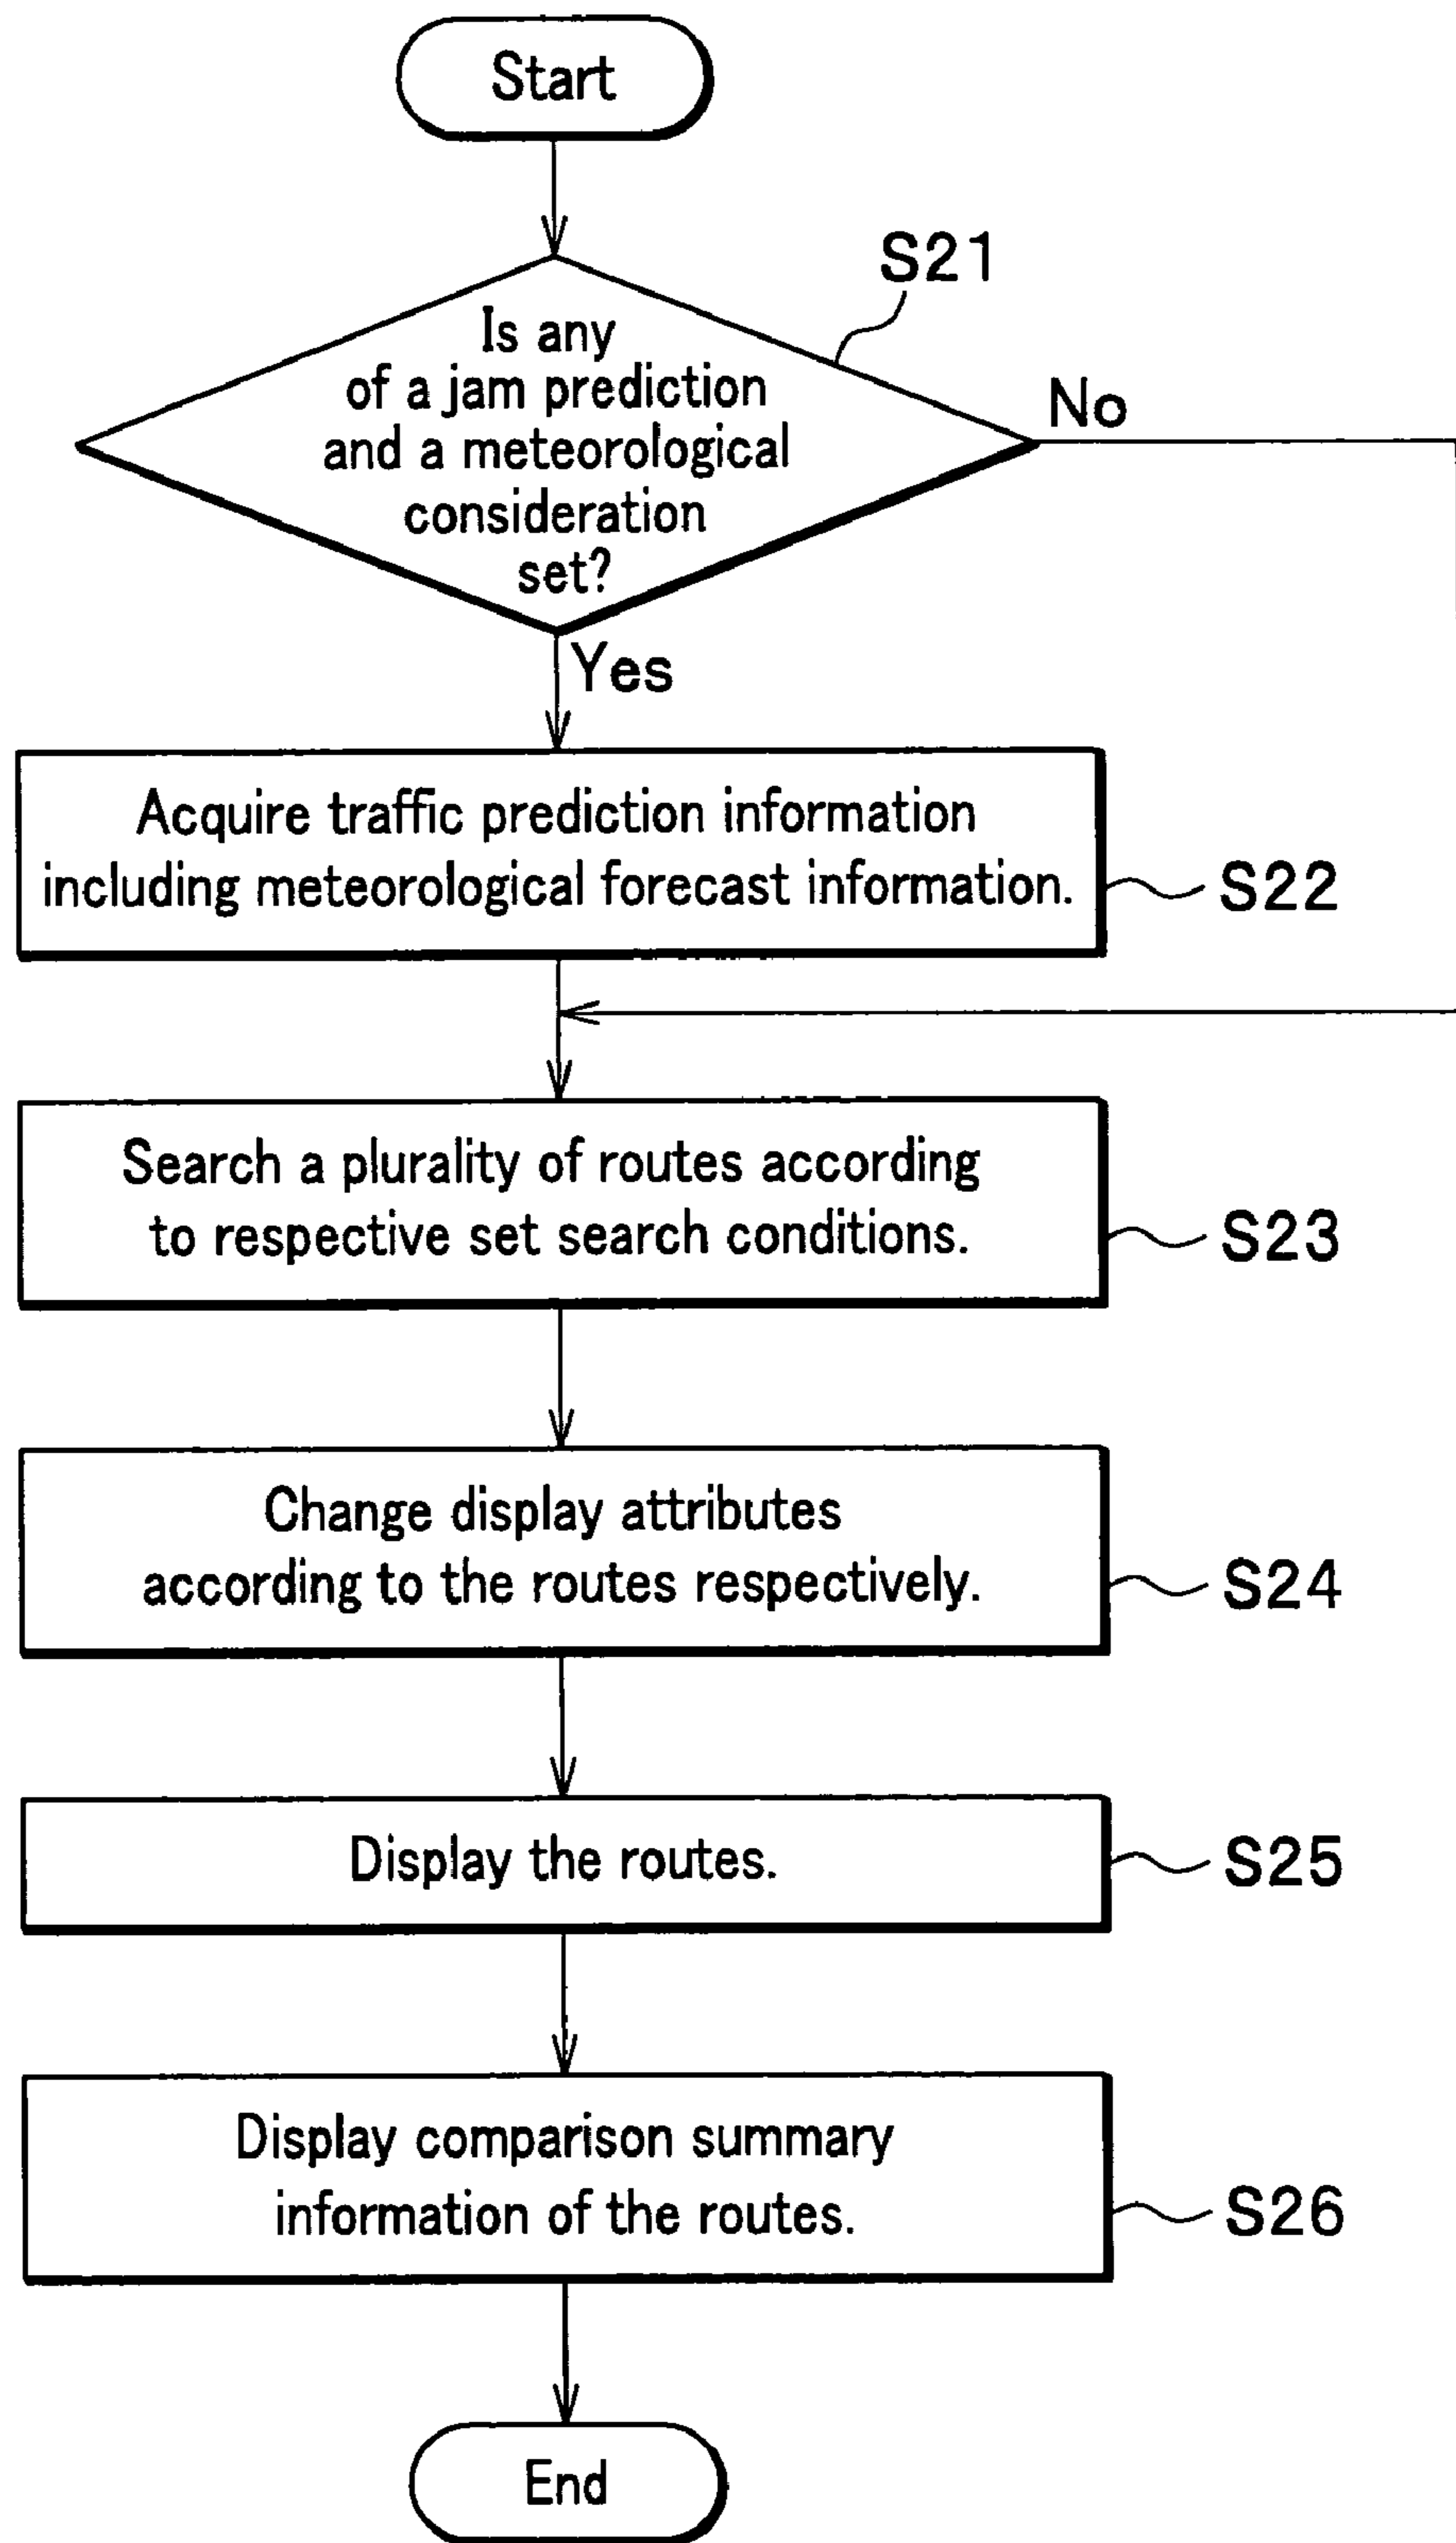 Start
S21
Is any
of a jam prediction
and a meteorological
consideration
set?
No
Yes
Acquire traffic prediction information
including meteorological forecast information.
S22
Search a plurality of routes according
to respective set search conditions.
S23
Change display attributes
according to the routes respectively.
S24
Display the routes.
S25
Display comparison summary
information of the routes.
S26
End